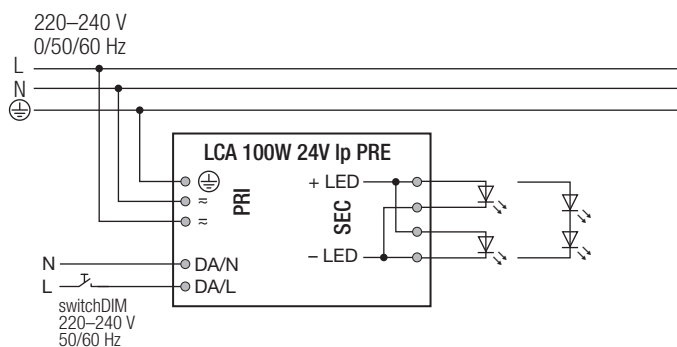 220–240 V
0/50/60 Hz
L
N
LCA 100W 24V lp PRE
PRI
≂
≂
+ LED
SEC
– LED
N
DA/N
L
DA/L
switchDIM
220–240 V
50/60 Hz